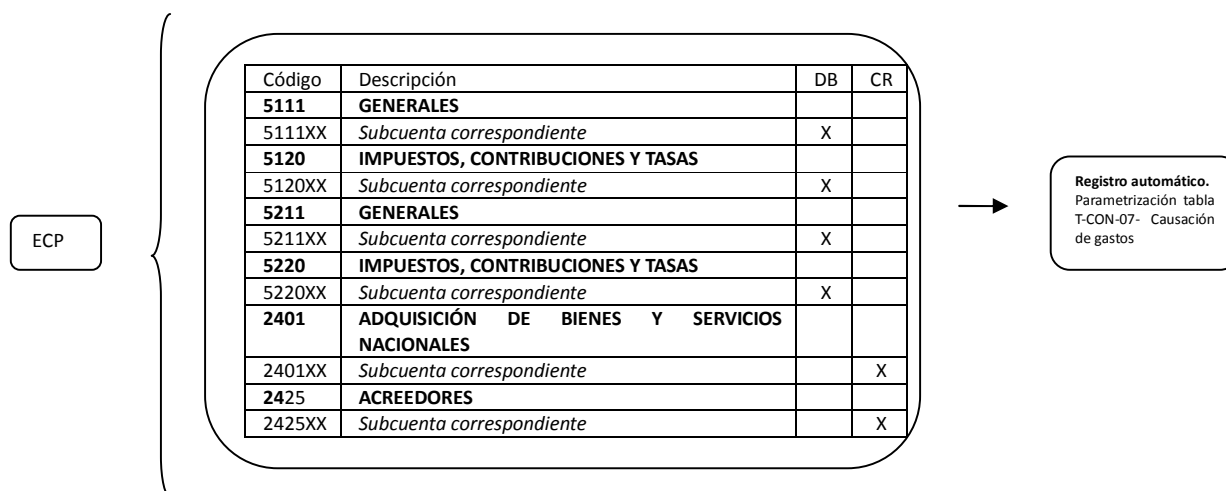 ECP
Código Descripción DB CR
5111 GENERALES
5111XX Subcuenta correspondiente X
5120 IMPUESTOS, CONTRIBUCIONES Y TASAS
5120XX Subcuenta correspondiente X
5211 GENERALES
5211XX Subcuenta correspondiente X
5220 IMPUESTOS, CONTRIBUCIONES Y TASAS
5220XX Subcuenta correspondiente X
2401 ADQUISICIÓN DE BIENES Y SERVICIOS
NACIONALES
2401XX Subcuenta correspondiente X
2425 ACREEDORES
2425XX Subcuenta correspondiente X
Registro automático.
Parametrización tabla
T-CON-07- Causación
de gastos